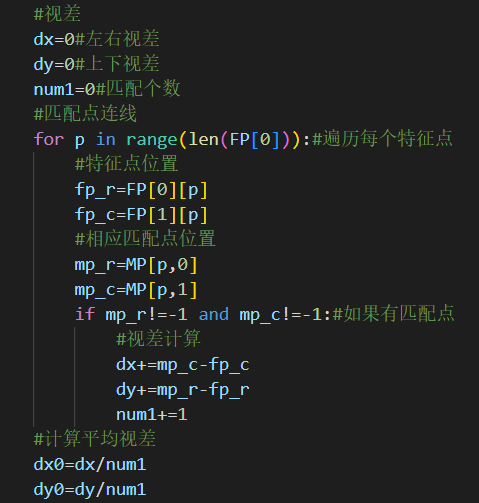 #视差
dx=0#左右视差
dy=0#上下视差
num1=0#匹配个数
#匹配点连线
for p in range(len(FP[0])):#遍历每个特征点
    #特征点位置
    fp_r=FP[0][p]
    fp_c=FP[1][p]
    #相应匹配点位置
    mp_r=MP[p,0]
    mp_c=MP[p,1]
    if mp_r!=-1 and mp_c!=-1:#如果有匹配点
        #视差计算
        dx+=mp_c-fp_c
        dy+=mp_r-fp_r
        num1+=1
#计算平均视差
dx0=dx/num1
dy0=dy/num1